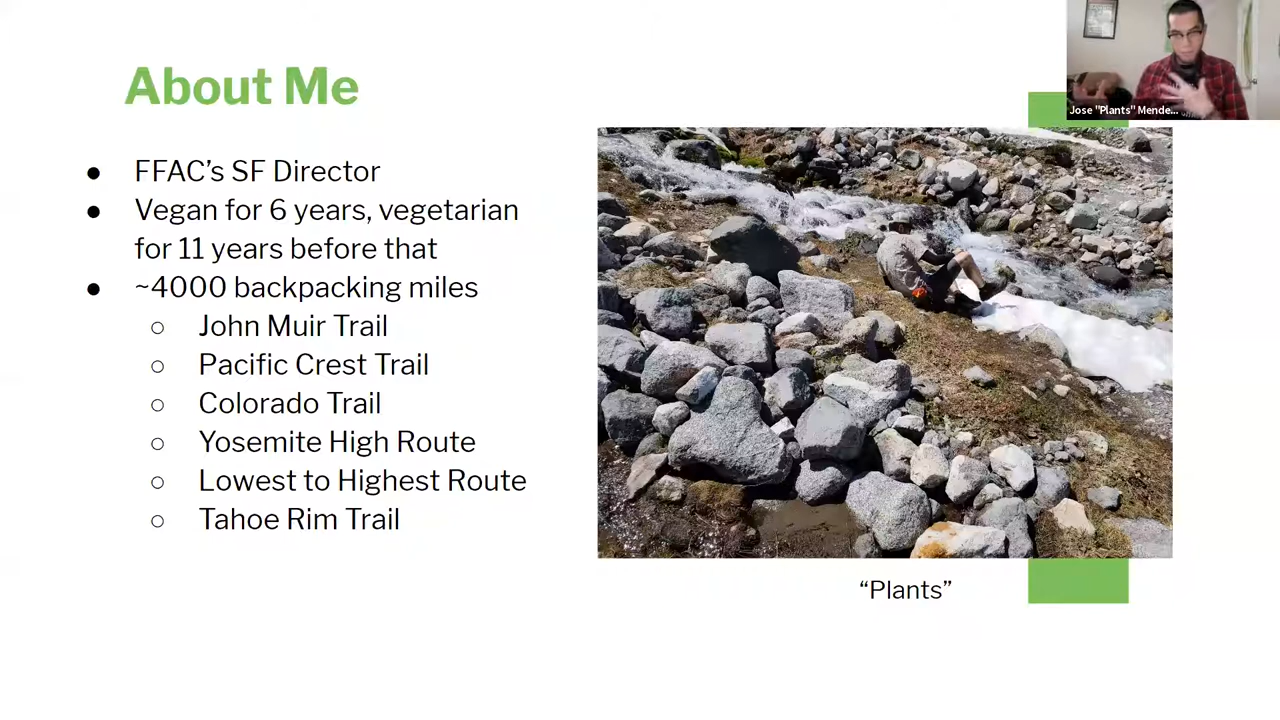 About Me
● FFAC’s SF Director
● Vegan for 6 years, vegetarian
for 11 years before that
● ~4000 backpacking miles
○ John Muir Trail
○ Pacific Crest Trail
○ Colorado Trail
○ Yosemite High Route
○ Lowest to Highest Route
○ Tahoe Rim Trail
Jose "Plants" Mende...
“Plants”